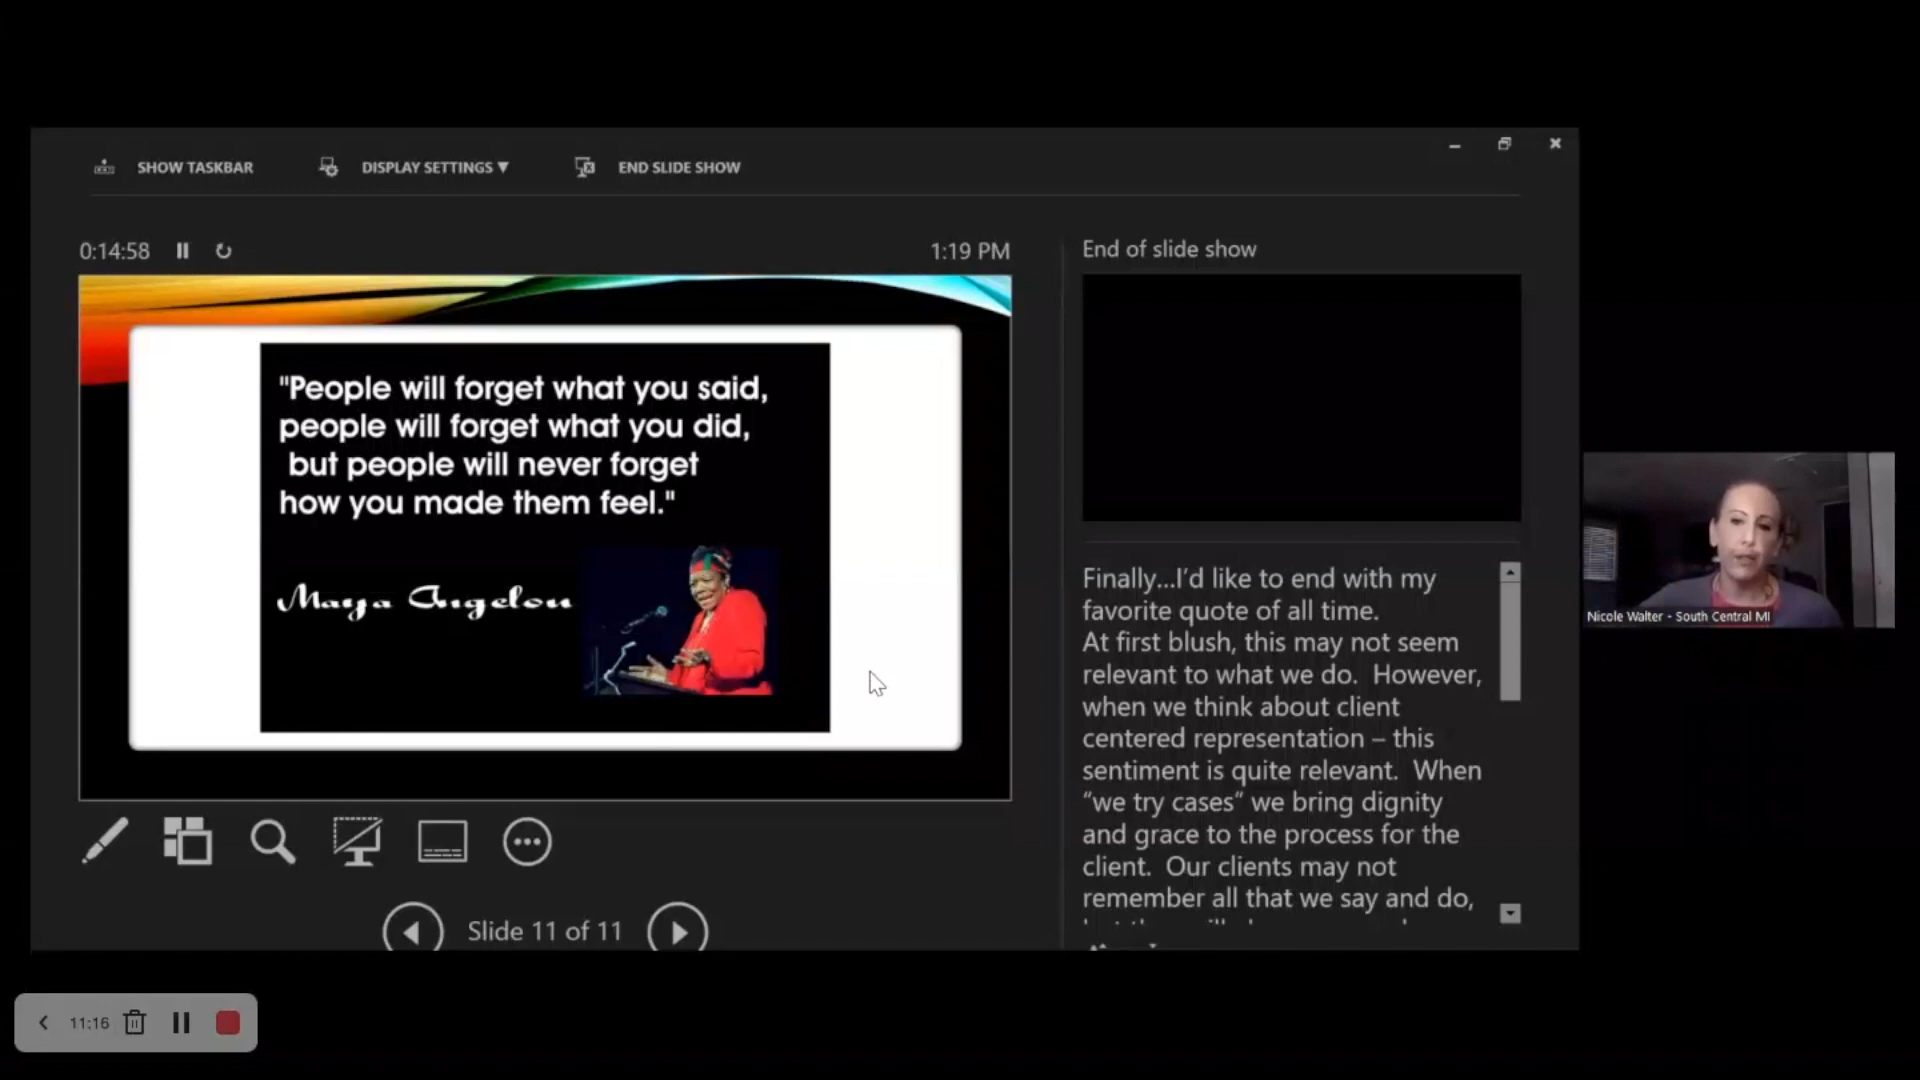 SHOW TASKBAR
DISPLAY SETTINGS
END SLIDE SHOW
0:14:58
1:19 PM
"People will forget what you said,
people will forget what you did,
but people will never forget
how you made them feel."
Maya Angelou
Slide 11 of 11
End of slide show
Finally...I'd like to end with my
favorite quote of all time.
At first blush, this may not seem
relevant to what we do.  However,
when we think about client
centered representation – this
sentiment is quite relevant.  When
“we try cases” we bring dignity
and grace to the process for the
client.  Our clients may not
remember all that we say and do,
Nicole Walter - South Central MI
11:16